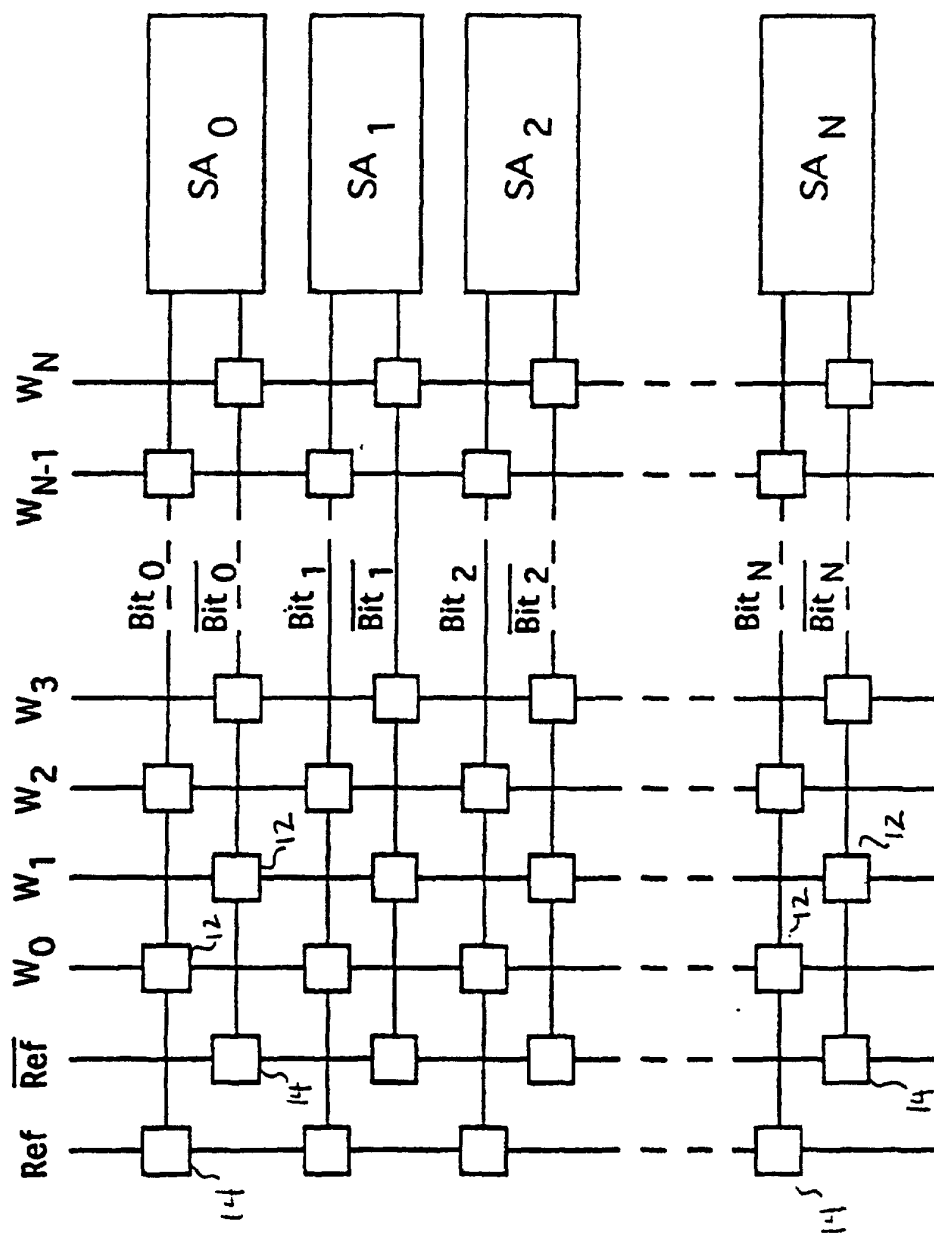 Ref
Ref
W0
W1
W2
W3
WN-1
WN
Bit 0
Bit 0
SA 0
Bit 1
Bit 1
SA 1
Bit 2
Bit 2
SA 2
Bit N
Bit N
SA N
14
14
12
12
14
14
12
12